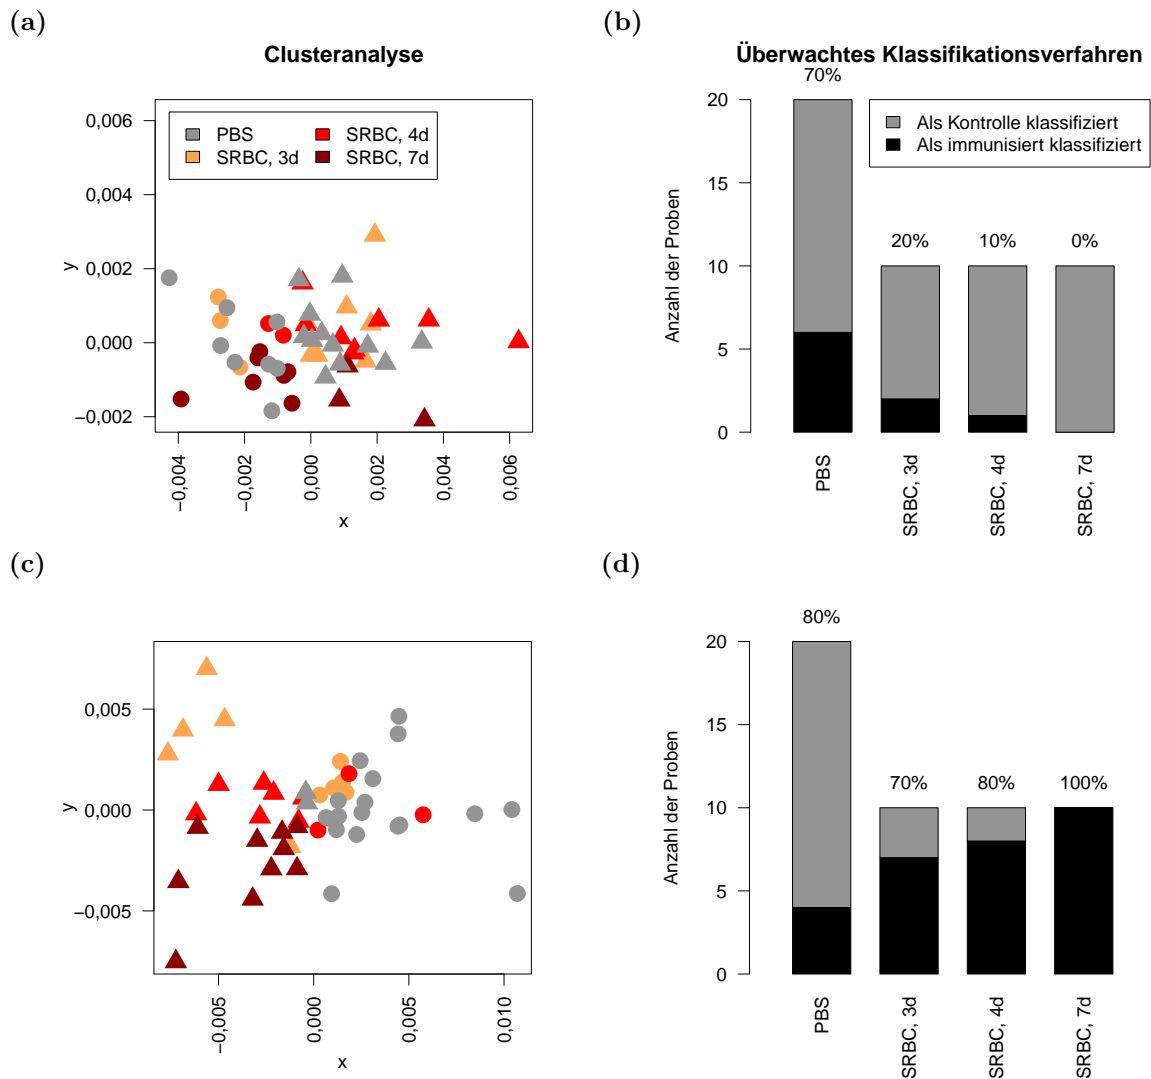 (a)
Clusteranalyse
0,006
0,004
0,002
0,000
−0,002
y
PBS
SRBC, 3d
SRBC, 4d
SRBC, 7d
−0,004
−0,002
0,000
0,002
0,004
0,006
x
(b)
Überwachtes Klassifikationsverfahren
70%
20
15
10
5
0
Anzahl der Proben
Als Kontrolle klassifiziert
Als immunisiert klassifiziert
20%
10%
0%
PBS
SRBC, 3d
SRBC, 4d
SRBC, 7d
(c)
0,005
0,000
−0,005
y
−0,005
0,000
0,005
0,010
x
(d)
80%
20
15
10
5
0
Anzahl der Proben
70%
80%
100%
PBS
SRBC, 3d
SRBC, 4d
SRBC, 7d